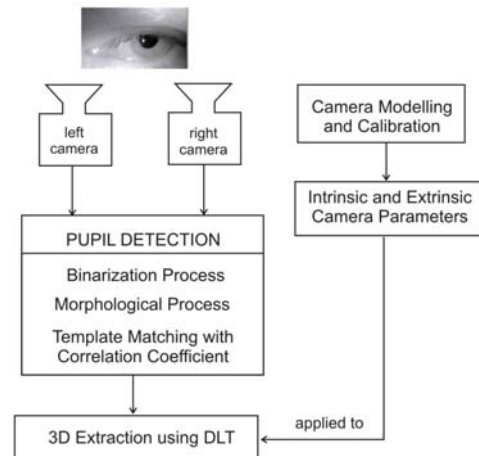 left
camera
right
camera
PUPIL DETECTION
Binarization Process
Morphological Process
Template Matching with
Correlation Coefficient
3D Extraction using DLT
Camera Modelling
and Calibration
Intrinsic and Extrinsic
Camera Parameters
applied to